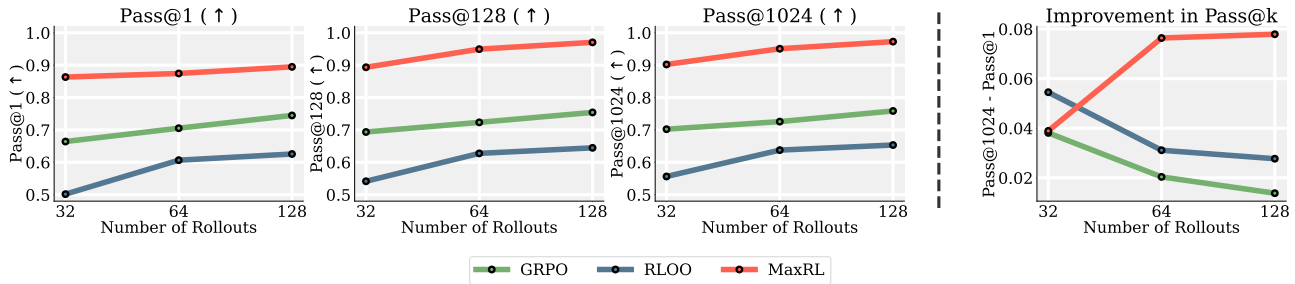 Pass@1 ( ↑ )
Pass@1 ( ↑ )
1.0
0.9
0.8
0.7
0.6
0.5
32
64
128
Number of Rollouts
Pass@128 ( ↑ )
Pass@128 ( ↑ )
1.0
0.9
0.8
0.7
0.6
0.5
32
64
128
Number of Rollouts
Pass@1024 ( ↑ )
Pass@1024 ( ↑ )
1.0
0.9
0.8
0.7
0.6
0.5
32
64
128
Number of Rollouts
Improvement in Pass@k
Pass@1024 - Pass@1
0.08
0.06
0.04
0.02
32
64
128
Number of Rollouts
GRPO
RLOO
MaxRL